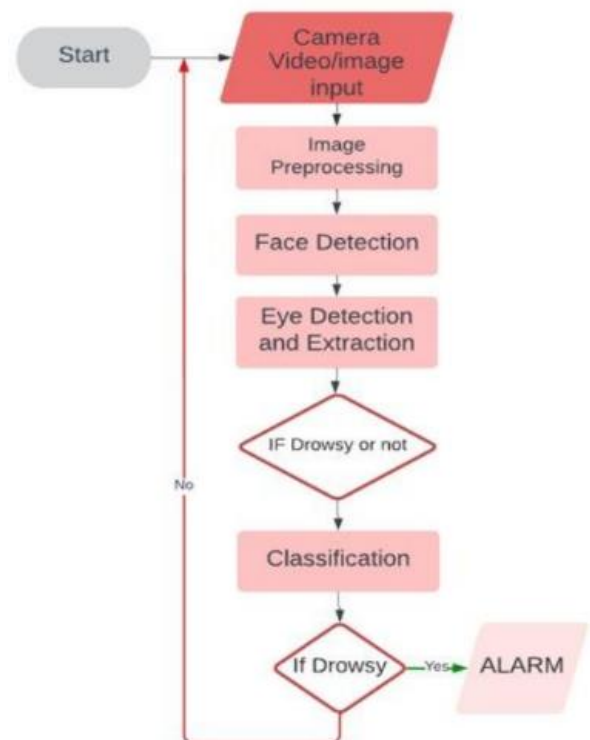 Start
Camera
Video/image
input
Image
Preprocessing
Face Detection
Eye Detection
and Extraction
IF Drowsy or not
No
Classification
If Drowsy
Yes
ALARM